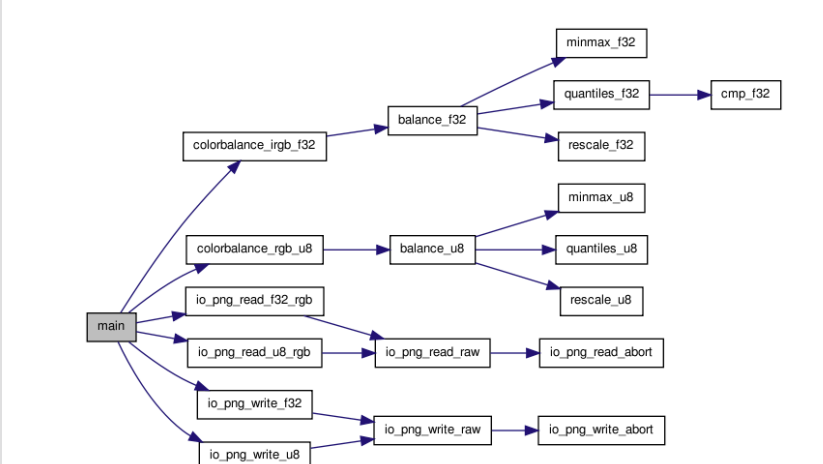 minmax_f32
quantiles_f32
cmp_f32
balance_f32
rescale_f32
colorbalance_irgb_f32
minmax_u8
colorbalance_rgb_u8
balance_u8
quantiles_u8
io_png_read_f32_rgb
rescale_u8
main
io_png_read_u8_rgb
io_png_read_raw
io_png_read_abort
io_png_write_f32
io_png_write_raw
io_png_write_abort
io_png_write_u8